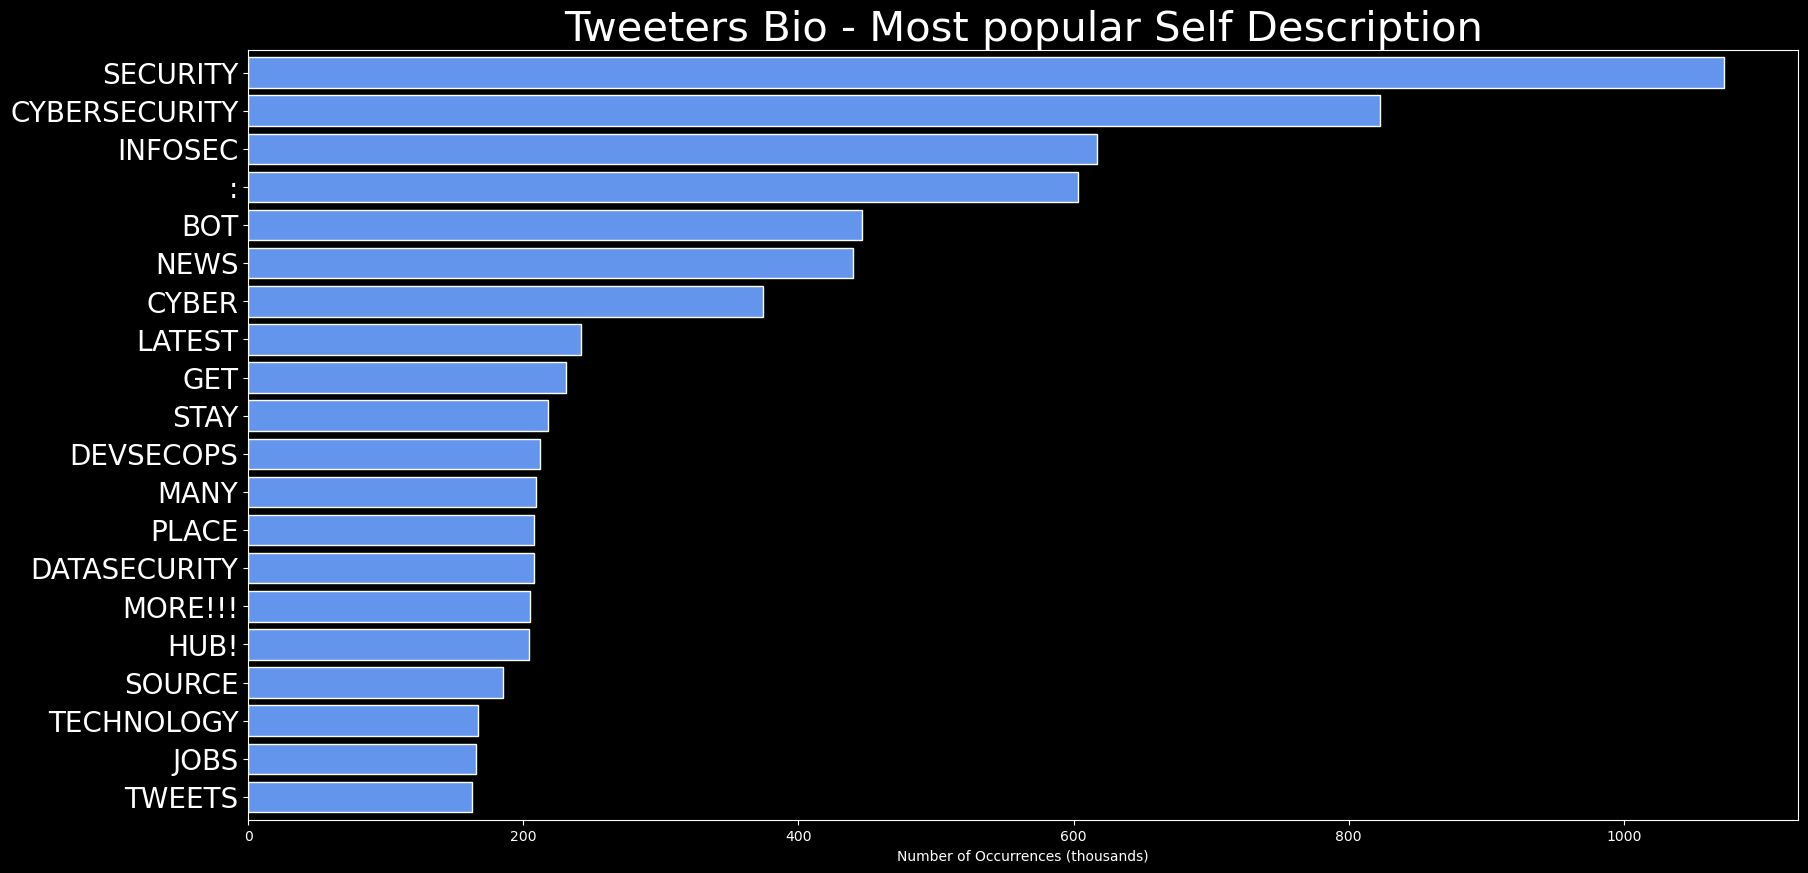 Tweeters Bio - Most popular Self Description
SECURITY
CYBERSECURITY
INFOSEC
:
BOT
NEWS
CYBER
LATEST
GET
STAY
DEVSECOPS
MANY
PLACE
DATASECURITY
MORE!!!
HUB!
SOURCE
TECHNOLOGY
JOBS
TWEETS
0 200 400 600 800 1000
Number of Occurrences (thousands)